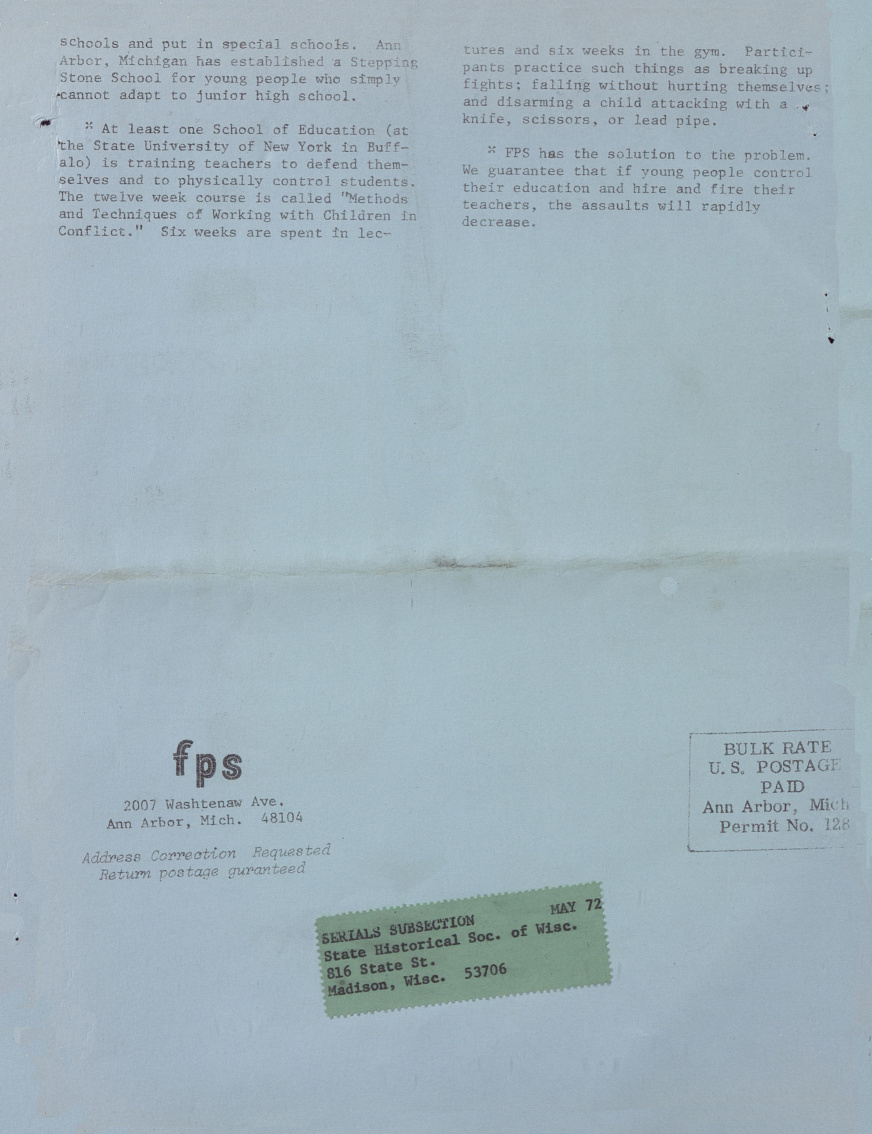 schools and put in special schools. Ann
Arbor, Michigan has established a Stepping
Stone School for young people who simply
cannot adapt to junior high school.
* At least one School of Education (at
the State University of New York in Buff-
alo) is training teachers to defend them-
selves and to physically control students.
The twelve week course is called "Methods
and Techniques of Working with Children in
Conflict." Six weeks are spent in lec-
tures and six weeks in the gym. Partici-
pants practice such things as breaking up
fights; falling without hurting themselves;
and disarming a child attacking with a
knife, scissors, or lead pipe.
* FPS has the solution to the problem.
We guarantee that if young people control
their education and hire and fire their
teachers, the assaults will rapidly
decrease.
fps
2007 Washtenaw Ave.
Ann Arbor, Mich. 48104
Address Correction Requested
Return postage guranteed
BULK RATE
U.S. POSTAGE
PAID
Ann Arbor, Mich
Permit No. 128
SERIALS SUBSECTION MAY 72
State Historical Soc. of Wisc.
816 State St.
Madison, Wisc. 53706